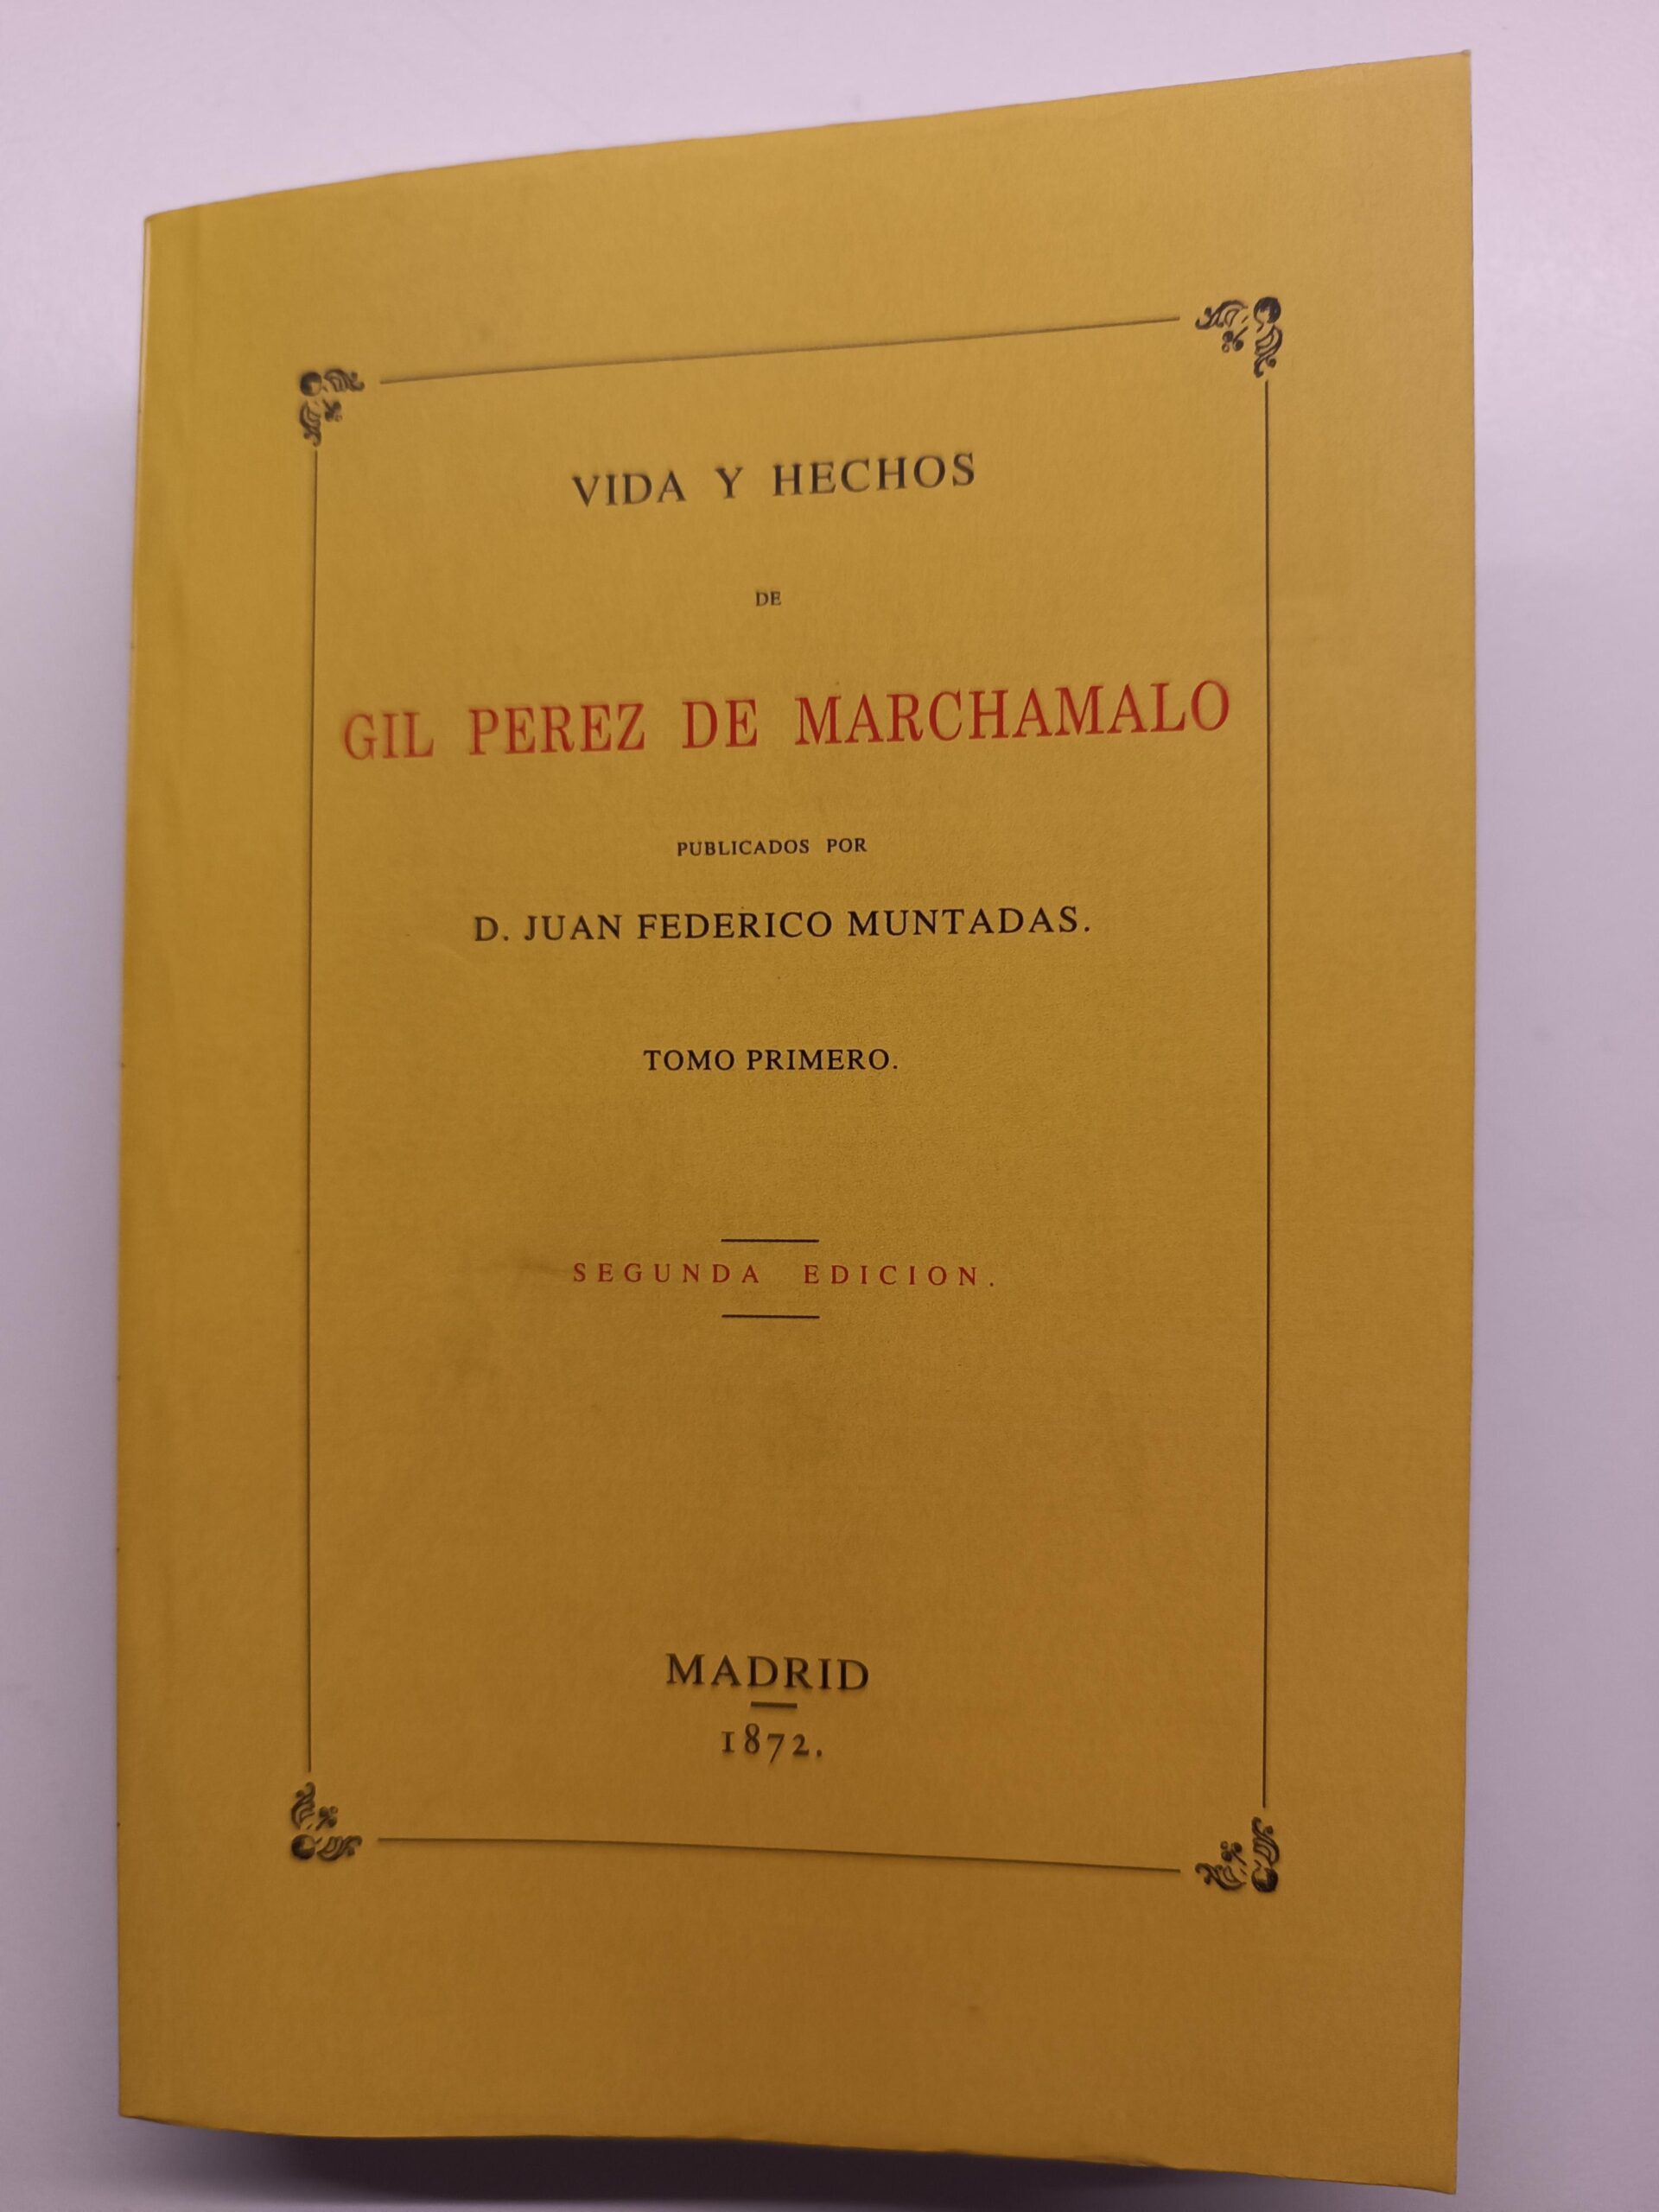 VIDA Y HECHOS
DE
GIL PEREZ DE MARCHAMALO
PUBLICADOS POR
D. JUAN FEDERICO MUNTADAS.
TOMO PRIMERO.
SEGUNDA EDICION.
MADRID
1872.